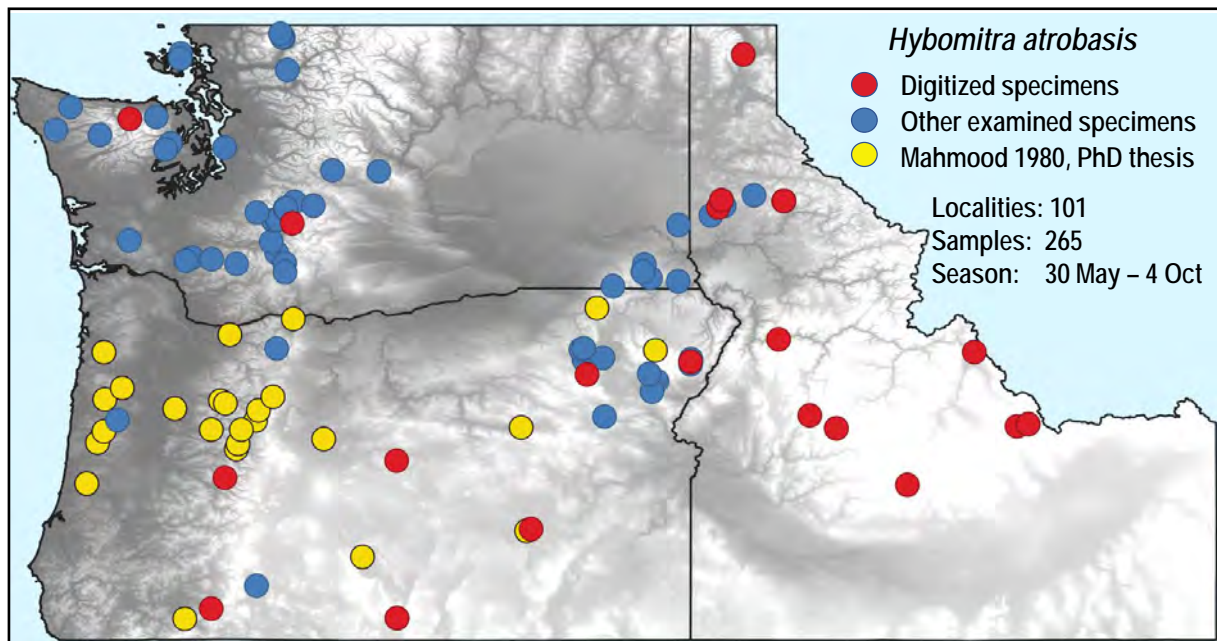 Hybomitra atrobasis
Digitized specimens
Other examined specimens
Mahmood 1980, PhD thesis
Localities: 101
Samples: 265
Season: 30 May – 4 Oct